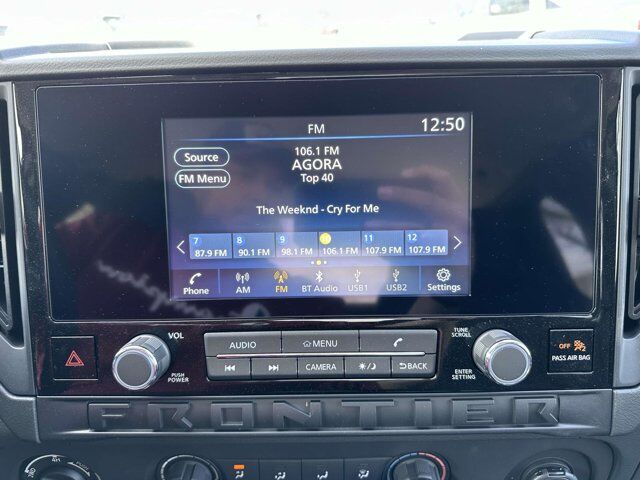 FM
12:50
Source
106.1 FM
AGORA
FM Menu
Top 40
The Weeknd - Cry For Me
7 8 9 10 11 12
87.9 FM 90.1 FM 98.1 FM 106.1 FM 107.9 FM 107.9 FM
Phone AM FM BT Audio USB1 USB2 Settings
VOL
PUSH POWER
AUDIO MENU
CAMERA BACK
TUNE SCROLL
ENTER SETTING
OFF
PASS AIR BAG
FRONTIER
4H